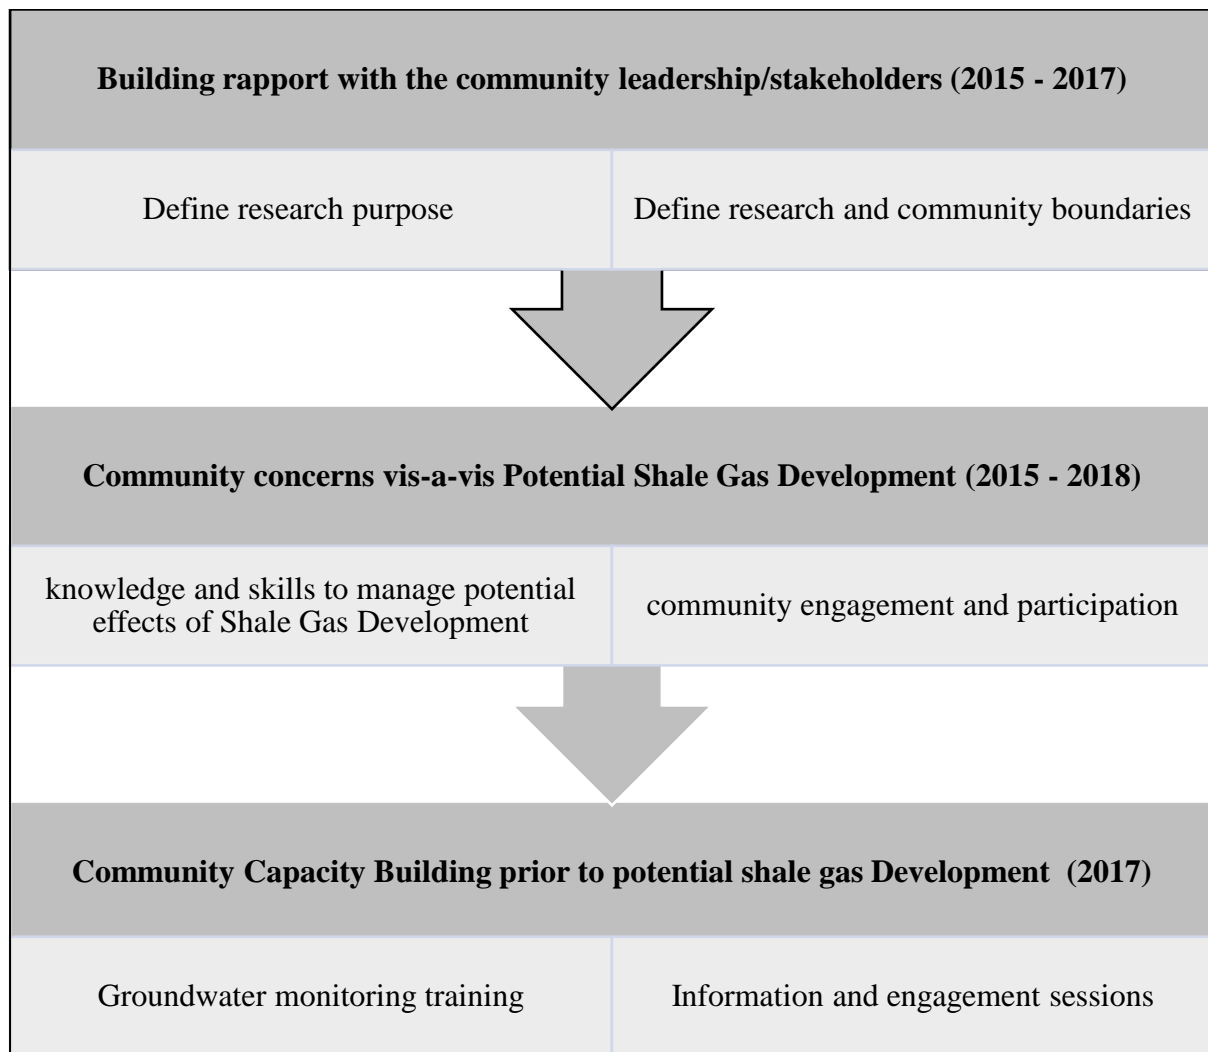 Building rapport with the community leadership/stakeholders (2015 - 2017)
Define research purpose
Define research and community boundaries
Community concerns vis-a-vis Potential Shale Gas Development (2015 - 2018)
knowledge and skills to manage potential
effects of Shale Gas Development
community engagement and participation
Community Capacity Building prior to potential shale gas Development (2017)
Groundwater monitoring training
Information and engagement sessions